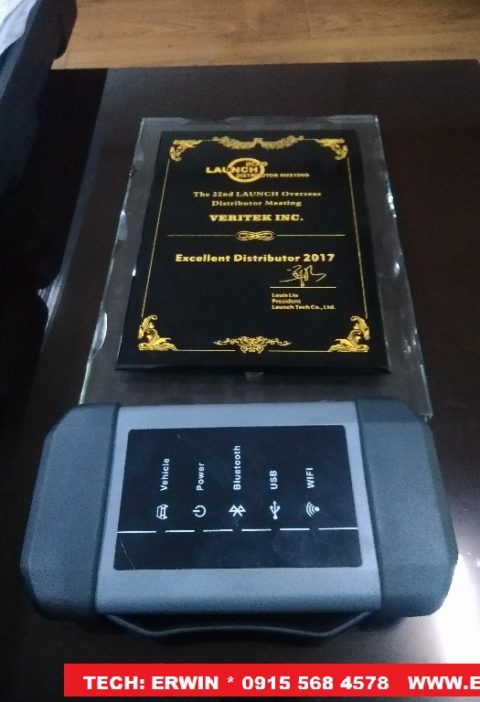 LAUNCH
DISTRIBUTOR MEETING
The 22nd LAUNCH Overseas
Distributor Meeting
VERITEK INC.
Excellent Distributor 2017
Louis Liu
President
Launch Tech Co., Ltd.
Vehicle
Power
Bluetooth
USB
WIFI
TECH: ERWIN * 0915 568 4578 WWW.E